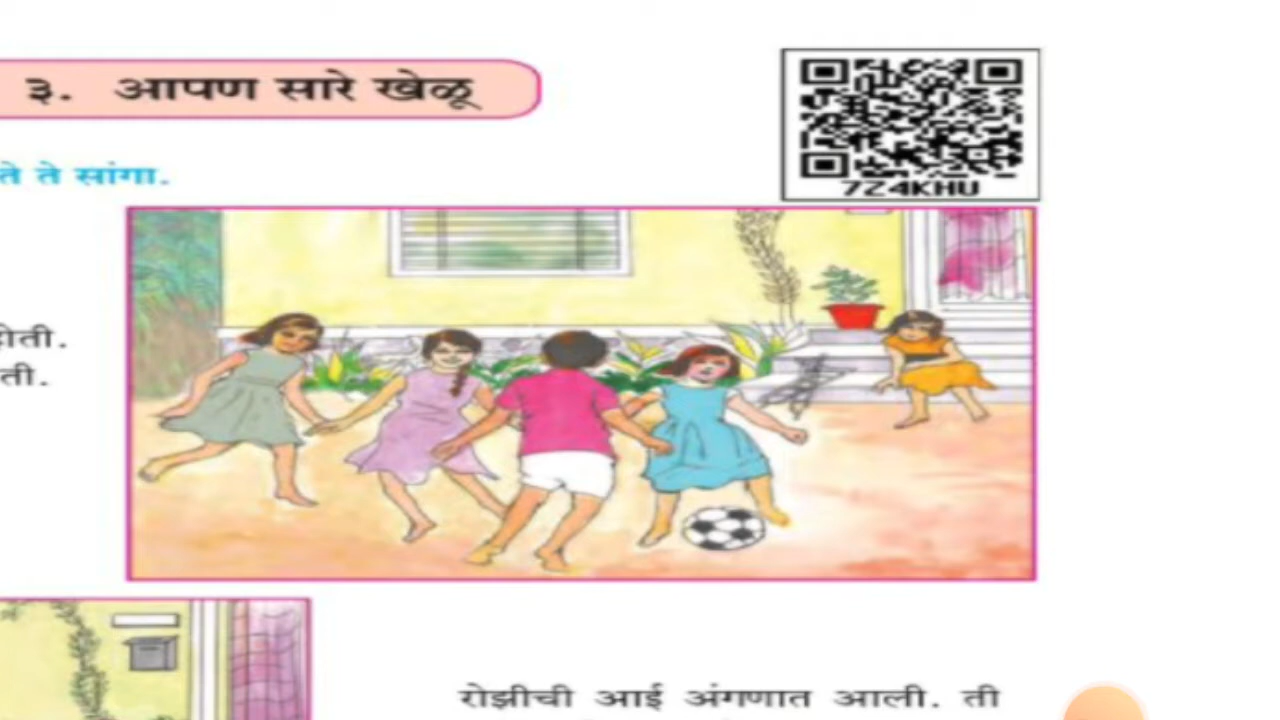 ३. आपण सारे खेळू
7Z4KHU
ते ते सांगा.
होती.
ती.
रोझीची आई अंगणात आली. ती